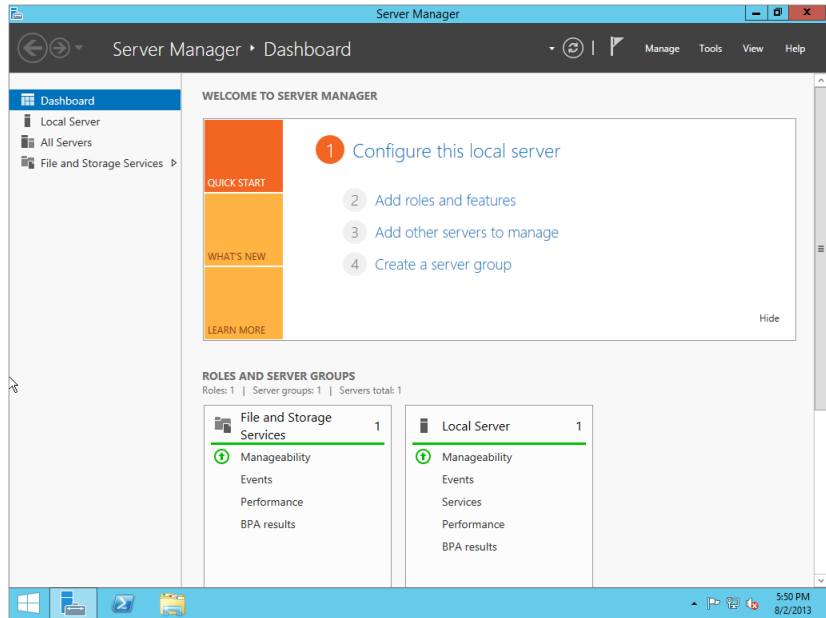 Server Manager
Server Manager ‣ Dashboard
Manage Tools View Help
Dashboard
Local Server
All Servers
File and Storage Services
WELCOME TO SERVER MANAGER
QUICK START
WHAT'S NEW
LEARN MORE
1 Configure this local server
2 Add roles and features
3 Add other servers to manage
4 Create a server group
Hide
ROLES AND SERVER GROUPS
Roles: 1 | Server groups: 1 | Servers total: 1
File and Storage
Services
1
Manageability
Events
Performance
BPA results
Local Server 1
Manageability
Events
Services
Performance
BPA results
5:50 PM
8/2/2013